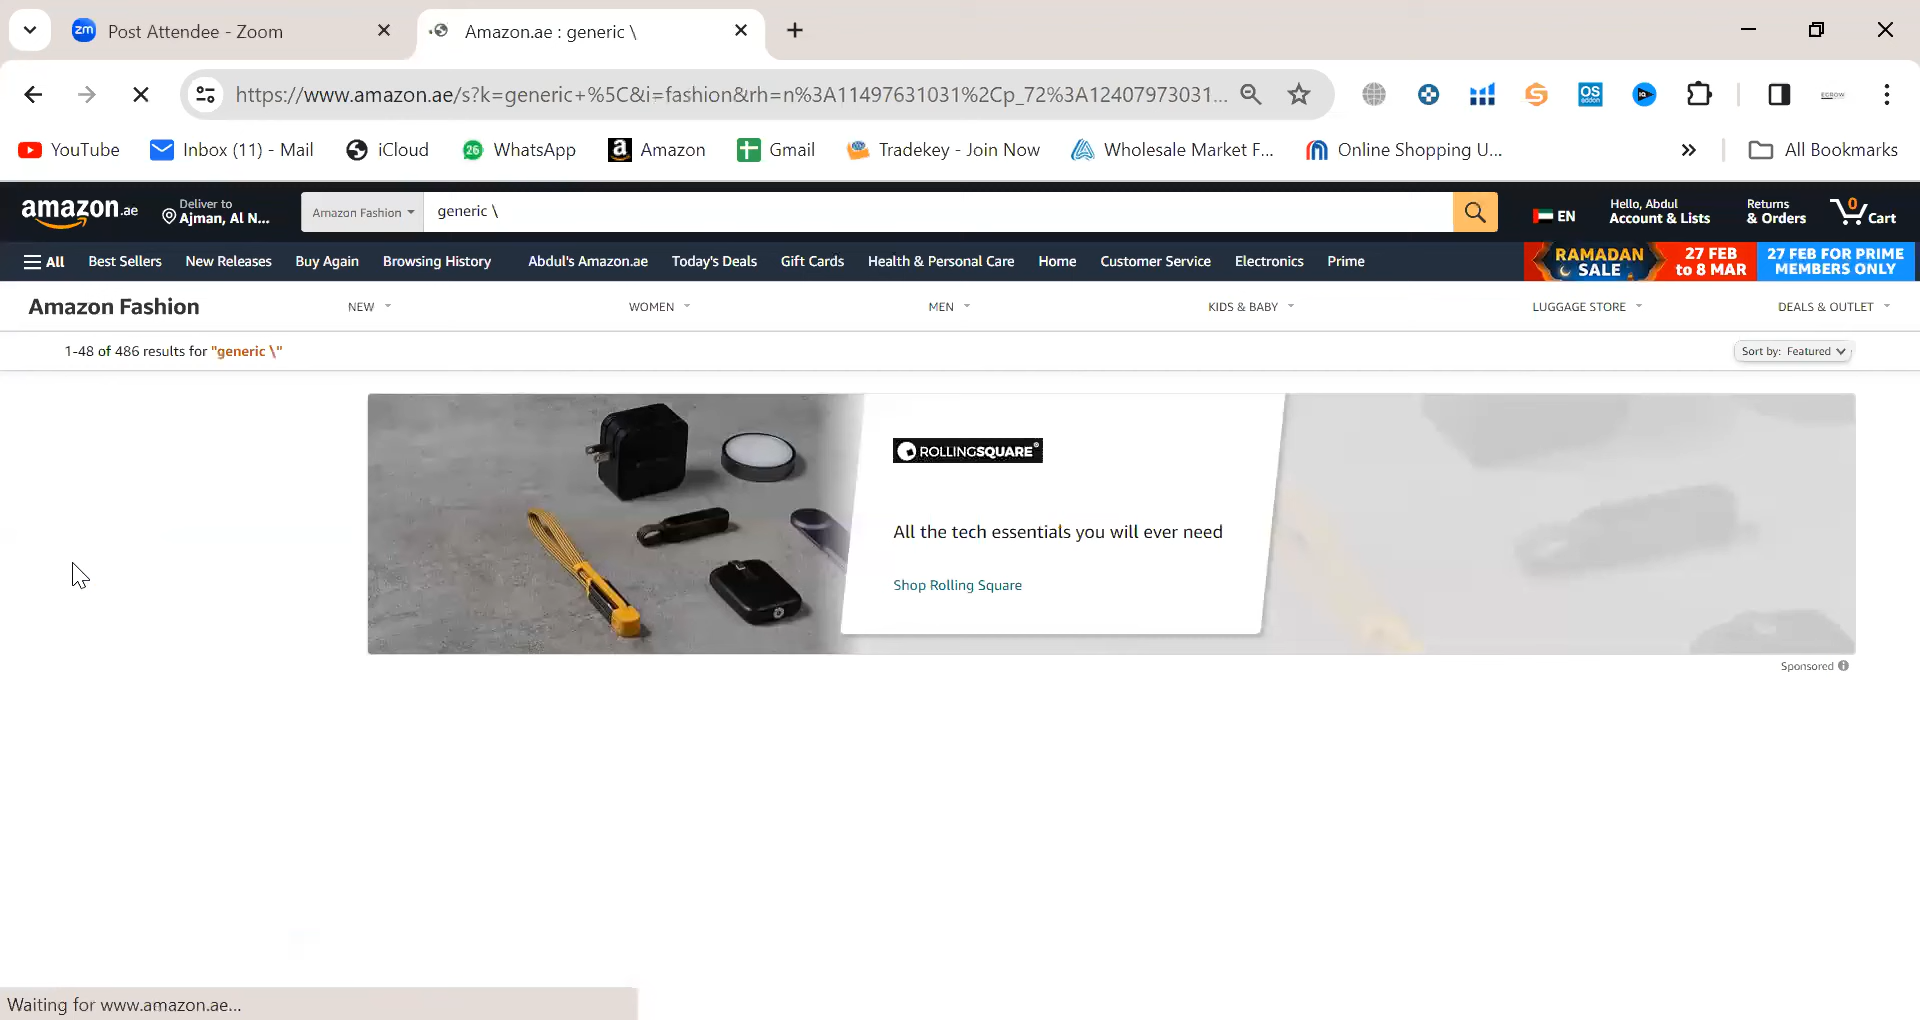 zm Post Attendee - Zoom
Amazon.ae : generic \
https://www.amazon.ae/s?k=generic+%5C&i=fashion&rh=n%3A11497631031%2Cp_72%3A12407973031...
OS
addon
IQ
EGROW
YouTube
Inbox (11) - Mail
iCloud
26 WhatsApp
a Amazon
Gmail
Tradekey - Join Now
Wholesale Market F...
Online Shopping U...
»
All Bookmarks
amazon.ae
Deliver to
Ajman, Al N...
Amazon Fashion
generic \
EN
Hello, Abdul
Account & Lists
Returns
& Orders
0
Cart
All
Best Sellers
New Releases
Buy Again
Browsing History
Abdul's Amazon.ae
Today's Deals
Gift Cards
Health & Personal Care
Home
Customer Service
Electronics
Prime
RAMADAN
SALE
27 FEB
to 8 MAR
27 FEB FOR PRIME
MEMBERS ONLY
Amazon Fashion
NEW
WOMEN
MEN
KIDS & BABY
LUGGAGE STORE
DEALS & OUTLET
1-48 of 486 results for "generic \"
Sort by: Featured
ROLLINGSQUARE®
All the tech essentials you will ever need
Shop Rolling Square
Sponsored
Waiting for www.amazon.ae...